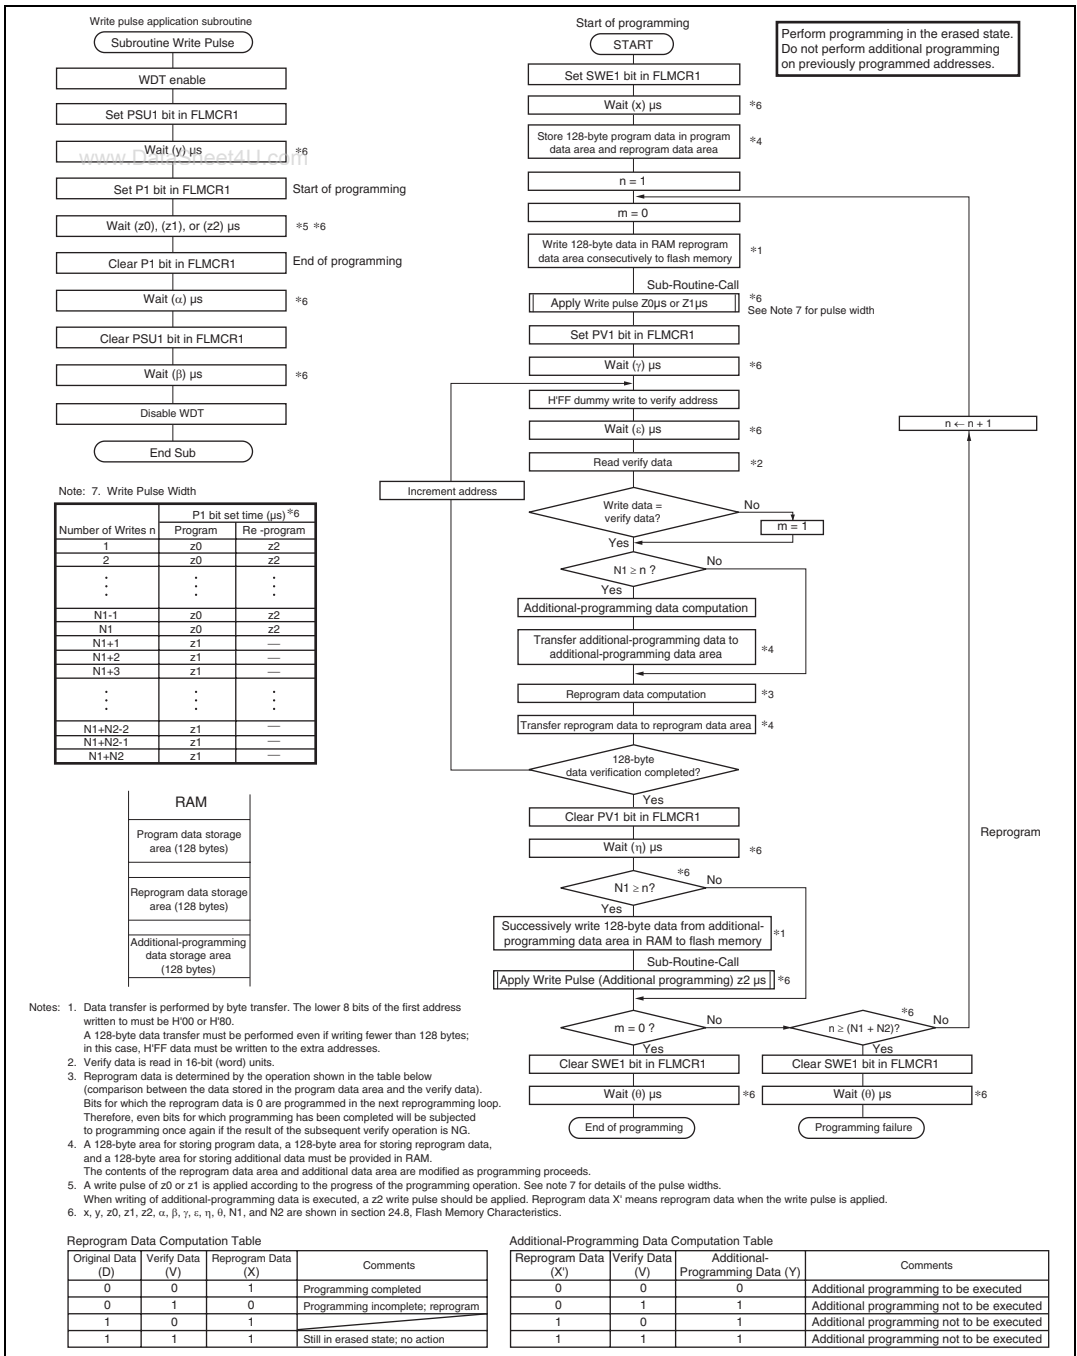 Write pulse application subroutine
Subroutine Write Pulse
WDT enable
Set PSU1 bit in FLMCR1
www.DataSheet4U.com
Wait (y) µs *6
Set P1 bit in FLMCR1 Start of programming
Wait (z0), (z1), or (z2) µs *5 *6
Clear P1 bit in FLMCR1 End of programming
Wait (α) µs *6
Clear PSU1 bit in FLMCR1
Wait (β) µs *6
Disable WDT
End Sub
Note: 7. Write Pulse Width
Number of Writes n P1 bit set time (µs) *6
Program Re -program
1 z0 z2
2 z0 z2
N1-1 z0 z2
N1 z0 z2
N1+1 z1 —
N1+2 z1 —
N1+3 z1 —
N1+N2-2 z1 —
N1+N2-1 z1 —
N1+N2 z1 —
RAM
Program data storage
area (128 bytes)
Reprogram data storage
area (128 bytes)
Additional-programming
data storage area
(128 bytes)
Start of programming
START
Perform programming in the erased state.
Do not perform additional programming
on previously programmed addresses.
Set SWE1 bit in FLMCR1
Wait (x) µs *6
Store 128-byte program data in program
data area and reprogram data area *4
n = 1
m = 0
Write 128-byte data in RAM reprogram
data area consecutively to flash memory *1
Sub-Routine-Call
Apply Write pulse Z0µs or Z1µs *6
See Note 7 for pulse width
Set PV1 bit in FLMCR1
Wait (γ) µs *6
H'FF dummy write to verify address
Wait (ε) µs *6
n ← n + 1
Read verify data *2
Increment address
Write data =
verify data?
No
m = 1
Yes
N1 ≥ n ?
No
Yes
Additional-programming data computation
Transfer additional-programming data to
additional-programming data area *4
Reprogram data computation *3
Transfer reprogram data to reprogram data area *4
128-byte
data verification completed?
Yes
Clear PV1 bit in FLMCR1
Reprogram
Wait (η) µs *6
N1 ≥ n? *6
No
Yes
Successively write 128-byte data from additional-
programming data area in RAM to flash memory *1
Sub-Routine-Call
Apply Write Pulse (Additional programming) z2 µs *6
m = 0 ? No n ≥ (N1 + N2)? *6 No
Yes Yes
Clear SWE1 bit in FLMCR1 Clear SWE1 bit in FLMCR1
Wait (θ) µs *6 Wait (θ) µs *6
End of programming Programming failure
Notes: 1. Data transfer is performed by byte transfer. The lower 8 bits of the first address
written to must be H'00 or H'80.
A 128-byte data transfer must be performed even if writing fewer than 128 bytes;
in this case, H'FF data must be written to the extra addresses.
2. Verify data is read in 16-bit (word) units.
3. Reprogram data is determined by the operation shown in the table below
(comparison between the data stored in the program data area and the verify data).
Bits for which the reprogram data is 0 are programmed in the next reprogramming loop.
Therefore, even bits for which programming has been completed will be subjected
to programming once again if the result of the subsequent verify operation is NG.
4. A 128-byte area for storing program data, a 128-byte area for storing reprogram data,
and a 128-byte area for storing additional data must be provided in RAM.
The contents of the reprogram data area and additional data area are modified as programming proceeds.
5. A write pulse of z0 or z1 is applied according to the progress of the programming operation. See note 7 for details of the pulse widths.
When writing of additional-programming data is executed, a z2 write pulse should be applied. Reprogram data X' means reprogram data when the write pulse is applied.
6. x, y, z0, z1, z2, α, β, γ, ε, η, θ, N1, and N2 are shown in section 24.8, Flash Memory Characteristics.
Reprogram Data Computation Table
Original Data (D) Verify Data (V) Reprogram Data (X) Comments
0 0 1 Programming completed
0 1 0 Programming incomplete; reprogram
1 0 1
1 1 1 Still in erased state; no action
Additional-Programming Data Computation Table
Reprogram Data (X') Verify Data (V) Additional-Programming Data (Y) Comments
0 0 0 Additional programming to be executed
0 1 1 Additional programming not to be executed
1 0 1 Additional programming not to be executed
1 1 1 Additional programming not to be executed